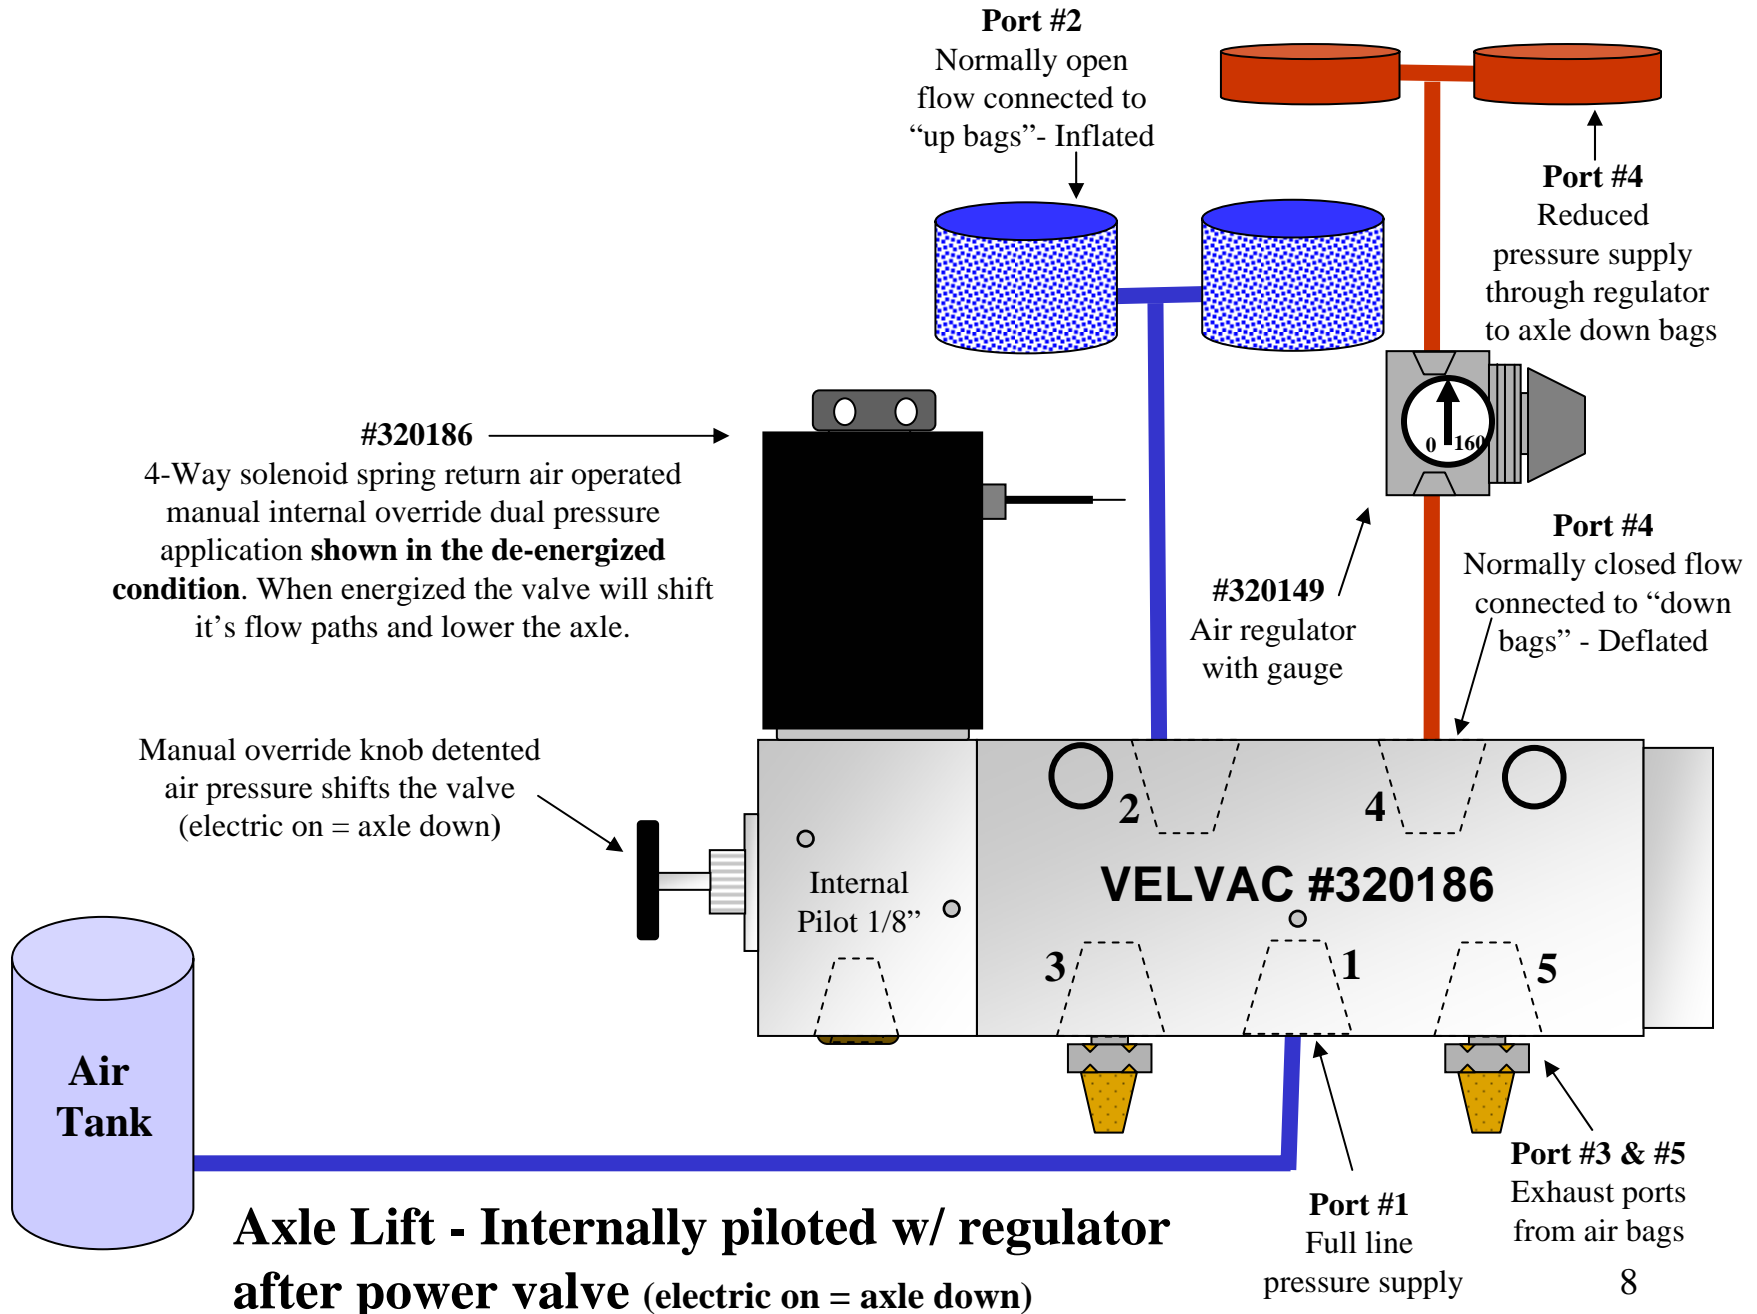 Port #2
Normally open
flow connected to
“up bags”- Inflated
Port #4
Reduced
pressure supply
through regulator
to axle down bags
#320186
4-Way solenoid spring return air operated
manual internal override dual pressure
application shown in the de-energized
condition. When energized the valve will shift
it’s flow paths and lower the axle.
0 160
#320149
Air regulator
with gauge
Port #4
Normally closed flow
connected to “down
bags” - Deflated
Manual override knob detented
air pressure shifts the valve
(electric on = axle down)
2
4
Internal
Pilot 1/8”
VELVAC #320186
3
1
5
Air
Tank
Port #1
Full line
pressure supply
Port #3 & #5
Exhaust ports
from air bags
Axle Lift - Internally piloted w/ regulator
after power valve (electric on = axle down)
8